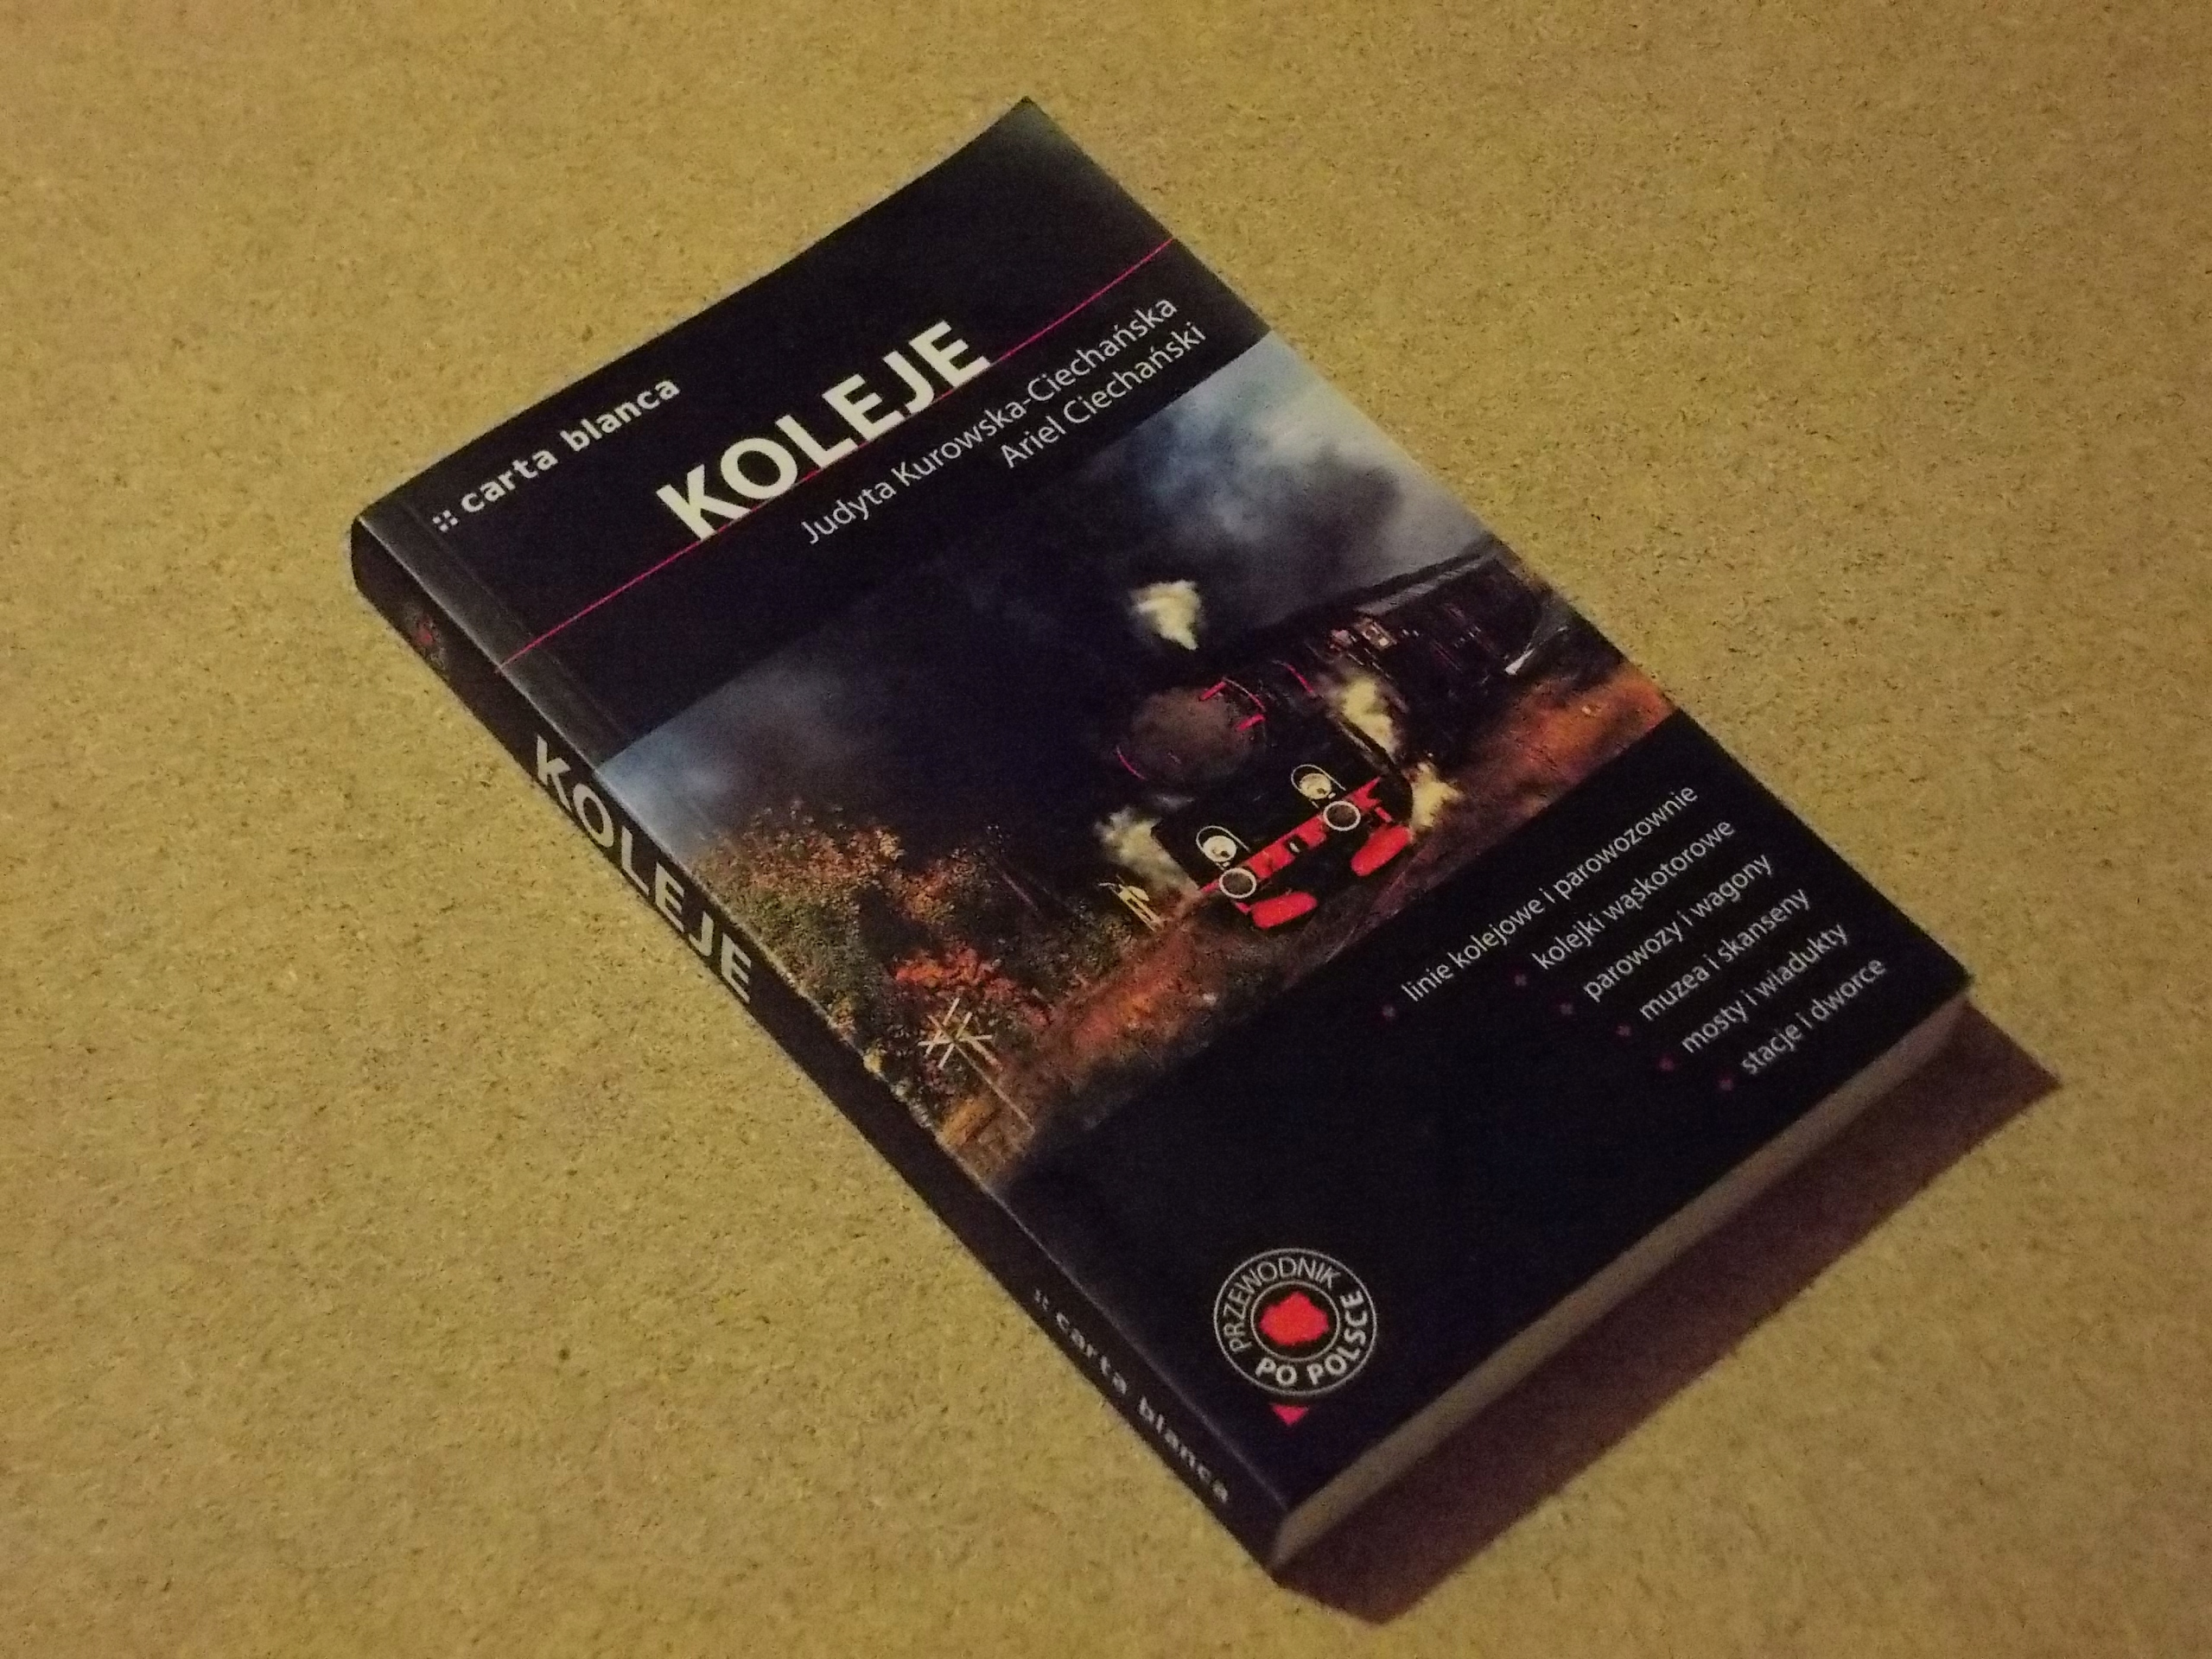 carta blanca
KOLEJE
Judyta Kurowska-Ciechańska
Ariel Ciechański
linie kolejowe i parowozownie
kolejki wąskotorowe
parowozy i wagony
muzea i skanseny
mosty i wiadukty
stacje i dworce
PRZEWODNIK
PO POLSCE
KOLEJE
carta blanca